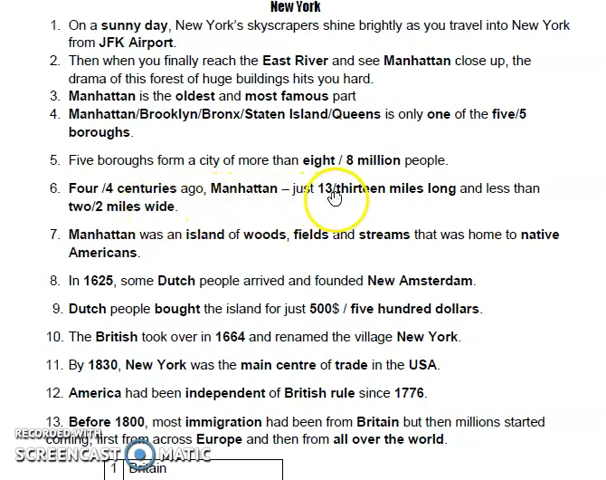 New York
1. On a sunny day, New York's skyscrapers shine brightly as you travel into New York
from JFK Airport.
2. Then when you finally reach the East River and see Manhattan close up, the
drama of this forest of huge buildings hits you hard.
3. Manhattan is the oldest and most famous part
4. Manhattan/Brooklyn/Bronx/Staten Island/Queens is only one of the five/5
boroughs.
5. Five boroughs form a city of more than eight / 8 million people.
6. Four /4 centuries ago, Manhattan – just 13/thirteen miles long and less than
two/2 miles wide.
7. Manhattan was an island of woods, fields and streams that was home to native
Americans.
8. In 1625, some Dutch people arrived and founded New Amsterdam.
9. Dutch people bought the island for just 500$ / five hundred dollars.
10. The British took over in 1664 and renamed the village New York.
11. By 1830, New York was the main centre of trade in the USA.
12. America had been independent of British rule since 1776.
13. Before 1800, most immigration had been from Britain but then millions started
coming, first from across Europe and then from all over the world.
RECORDED WITH
SCREENCAST MATIC
1 Britain